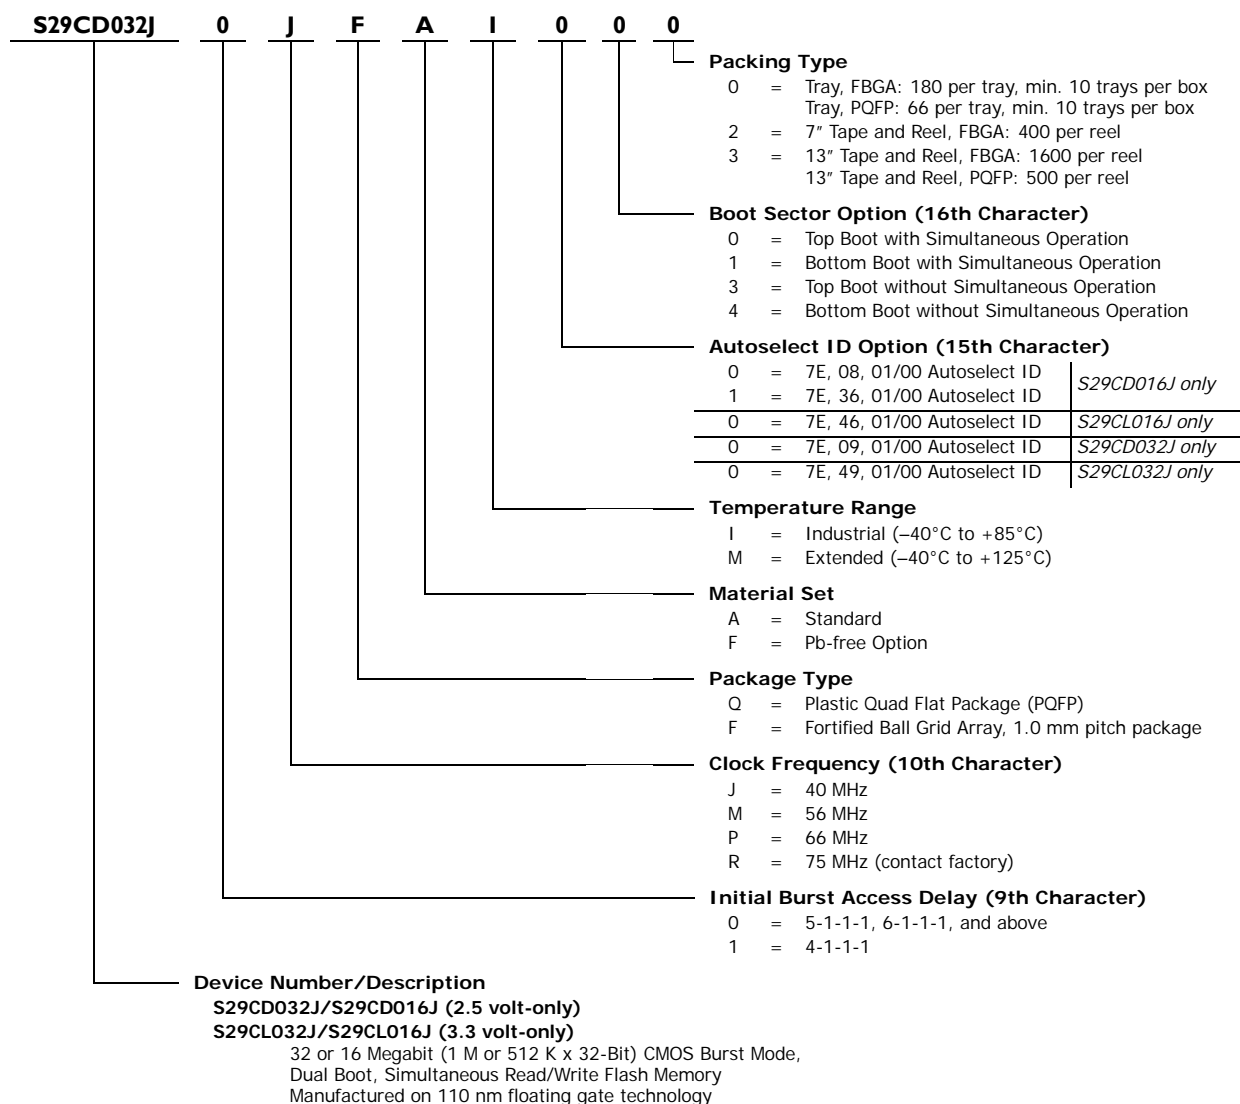 S29CD032J 0 J F A I 0 0 0
Packing Type
0 = Tray, FBGA: 180 per tray, min. 10 trays per box
Tray, PQFP: 66 per tray, min. 10 trays per box
2 = 7″ Tape and Reel, FBGA: 400 per reel
3 = 13″ Tape and Reel, FBGA: 1600 per reel
13″ Tape and Reel, PQFP: 500 per reel
Boot Sector Option (16th Character)
0 = Top Boot with Simultaneous Operation
1 = Bottom Boot with Simultaneous Operation
3 = Top Boot without Simultaneous Operation
4 = Bottom Boot without Simultaneous Operation
Autoselect ID Option (15th Character)
0 = 7E, 08, 01/00 Autoselect ID
S29CD016J only
1 = 7E, 36, 01/00 Autoselect ID
0 = 7E, 46, 01/00 Autoselect ID S29CL016J only
0 = 7E, 09, 01/00 Autoselect ID S29CD032J only
0 = 7E, 49, 01/00 Autoselect ID S29CL032J only
Temperature Range
I = Industrial (–40°C to +85°C)
M = Extended (–40°C to +125°C)
Material Set
A = Standard
F = Pb-free Option
Package Type
Q = Plastic Quad Flat Package (PQFP)
F = Fortified Ball Grid Array, 1.0 mm pitch package
Clock Frequency (10th Character)
J = 40 MHz
M = 56 MHz
P = 66 MHz
R = 75 MHz (contact factory)
Initial Burst Access Delay (9th Character)
0 = 5-1-1-1, 6-1-1-1, and above
1 = 4-1-1-1
Device Number/Description
S29CD032J/S29CD016J (2.5 volt-only)
S29CL032J/S29CL016J (3.3 volt-only)
32 or 16 Megabit (1 M or 512 K x 32-Bit) CMOS Burst Mode,
Dual Boot, Simultaneous Read/Write Flash Memory
Manufactured on 110 nm floating gate technology